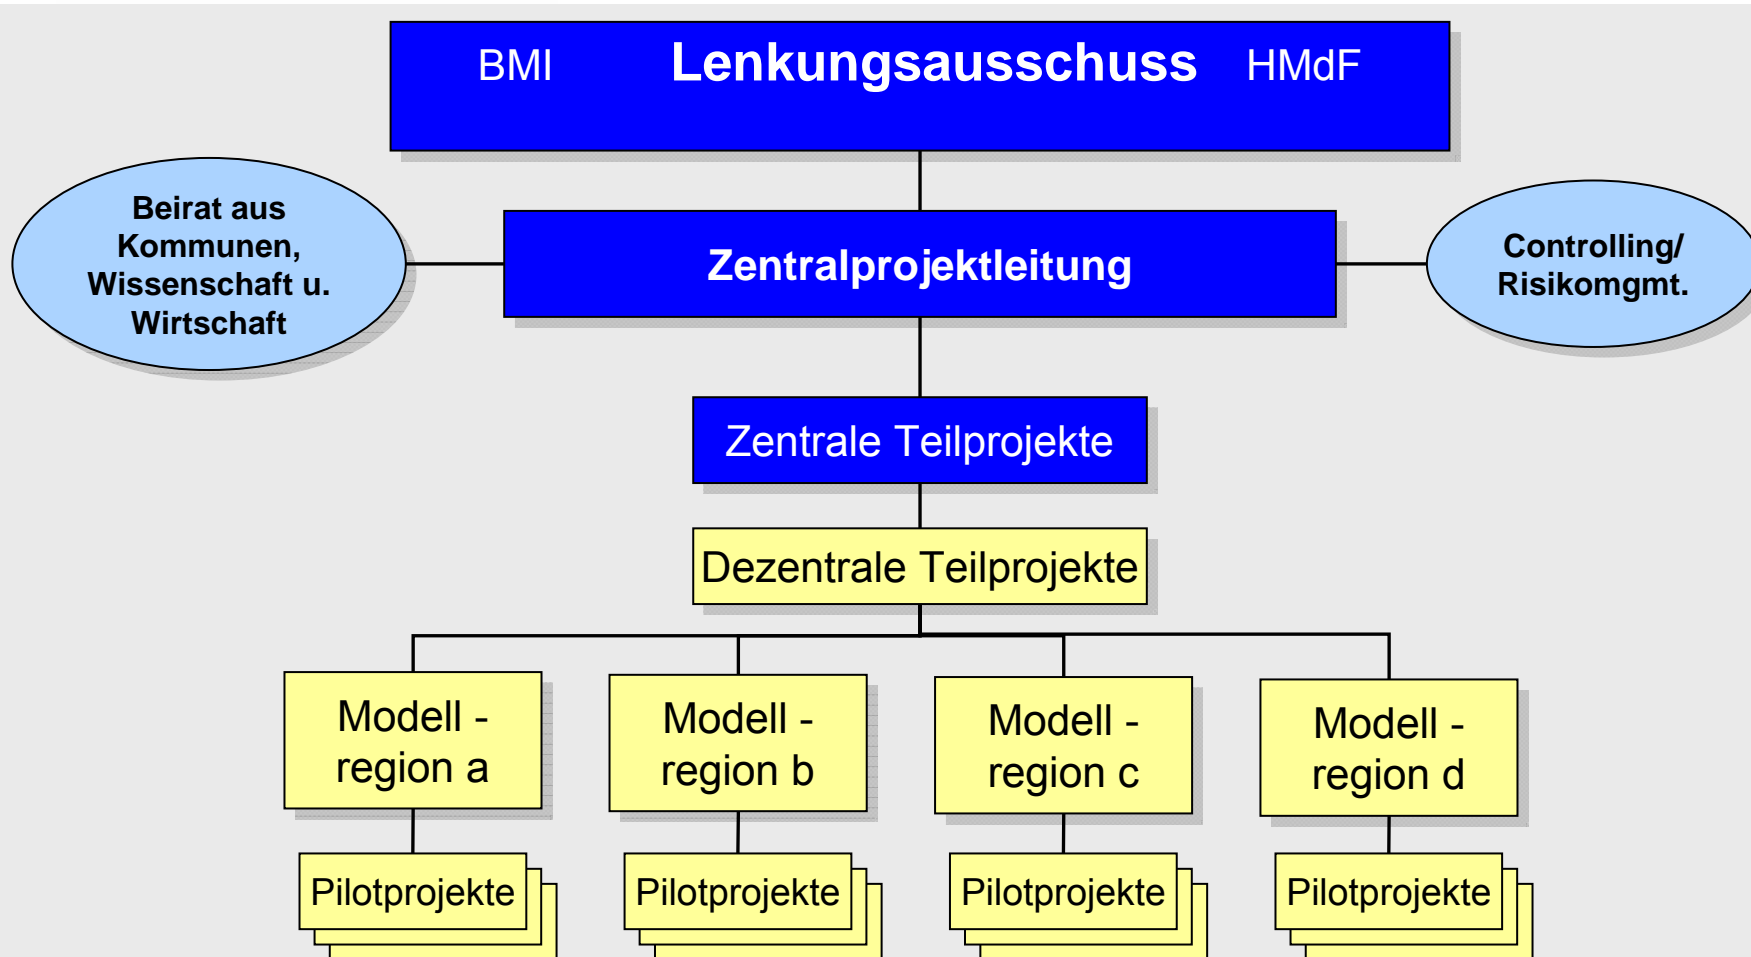 BMI Lenkungsausschuss HMdF
Beirat aus
Kommunen,
Wissenschaft u.
Wirtschaft
Zentralprojektleitung
Controlling/
Risikomgmt.
Zentrale Teilprojekte
Dezentrale Teilprojekte
Modell -
region a
Modell -
region b
Modell -
region c
Modell -
region d
Pilotprojekte
Pilotprojekte
Pilotprojekte
Pilotprojekte